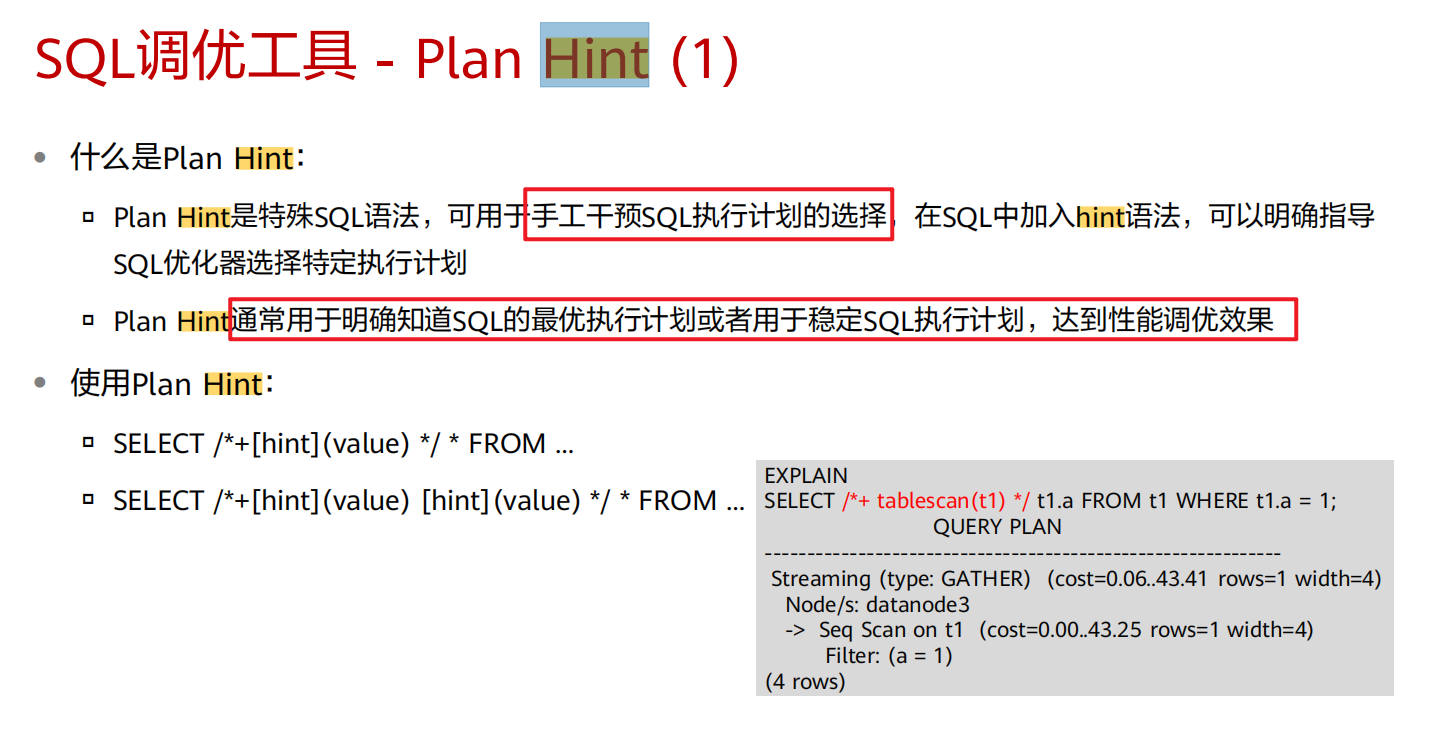 SQL调优工具 - Plan Hint (1)
什么是Plan Hint：
Plan Hint是特殊SQL语法，可用于手工干预SQL执行计划的选择，在SQL中加入hint语法，可以明确指导
SQL优化器选择特定执行计划
Plan Hint通常用于明确知道SQL的最优执行计划或者用于稳定SQL执行计划，达到性能调优效果
使用Plan Hint：
SELECT /*+[hint](value) */ * FROM ...
SELECT /*+[hint](value) [hint](value) */ * FROM ...
EXPLAIN
SELECT /*+ tablescan(t1) */ t1.a FROM t1 WHERE t1.a = 1;
QUERY PLAN
-------------------------------------------------------------
Streaming (type: GATHER) (cost=0.06..43.41 rows=1 width=4)
Node/s: datanode3
-> Seq Scan on t1 (cost=0.00..43.25 rows=1 width=4)
Filter: (a = 1)
(4 rows)